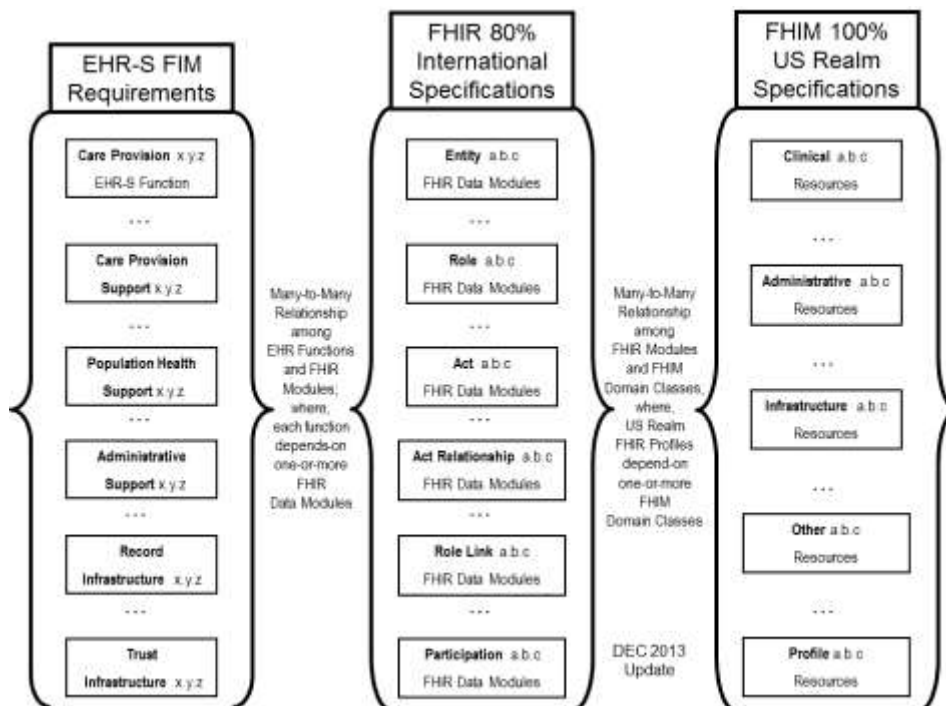 EHR-S FIM
Requirements
Care Provision x.y.z
EHR-S Function
...
Care Provision
Support x.y.z
...
Population Health
Support x.y.z
...
Administrative
Support x.y.z
...
Record
Infrastructure x.y.z
...
Trust
Infrastructure x.y.z
Many-to-Many
Relationship
among
EHR Functions
and FHIR
Modules;
where,
each function
depends-on
one-or-more
FHIR
Data Modules
FHIR 80%
International
Specifications
Entity a.b.c
FHIR Data Modules
...
Role a.b.c
FHIR Data Modules
...
Act a.b.c
FHIR Data Modules
...
Act Relationship a.b.c
FHIR Data Modules
...
Role Link a.b.c
FHIR Data Modules
...
Participation a.b.c
FHIR Data Modules
Many-to-Many
Relationship
among
FHIR Modules
and FHIM
Domain Classes,
where,
US Realm
FHIR Profiles
depend-on
one-or-more
FHIM
Domain Classes
DEC 2013
Update
FHIM 100%
US Realm
Specifications
Clinical a.b.c
Resources
...
Administrative a.b.c
Resources
...
Infrastructure a.b.c
Resources
...
Other a.b.c
Resources
...
Profile a.b.c
Resources